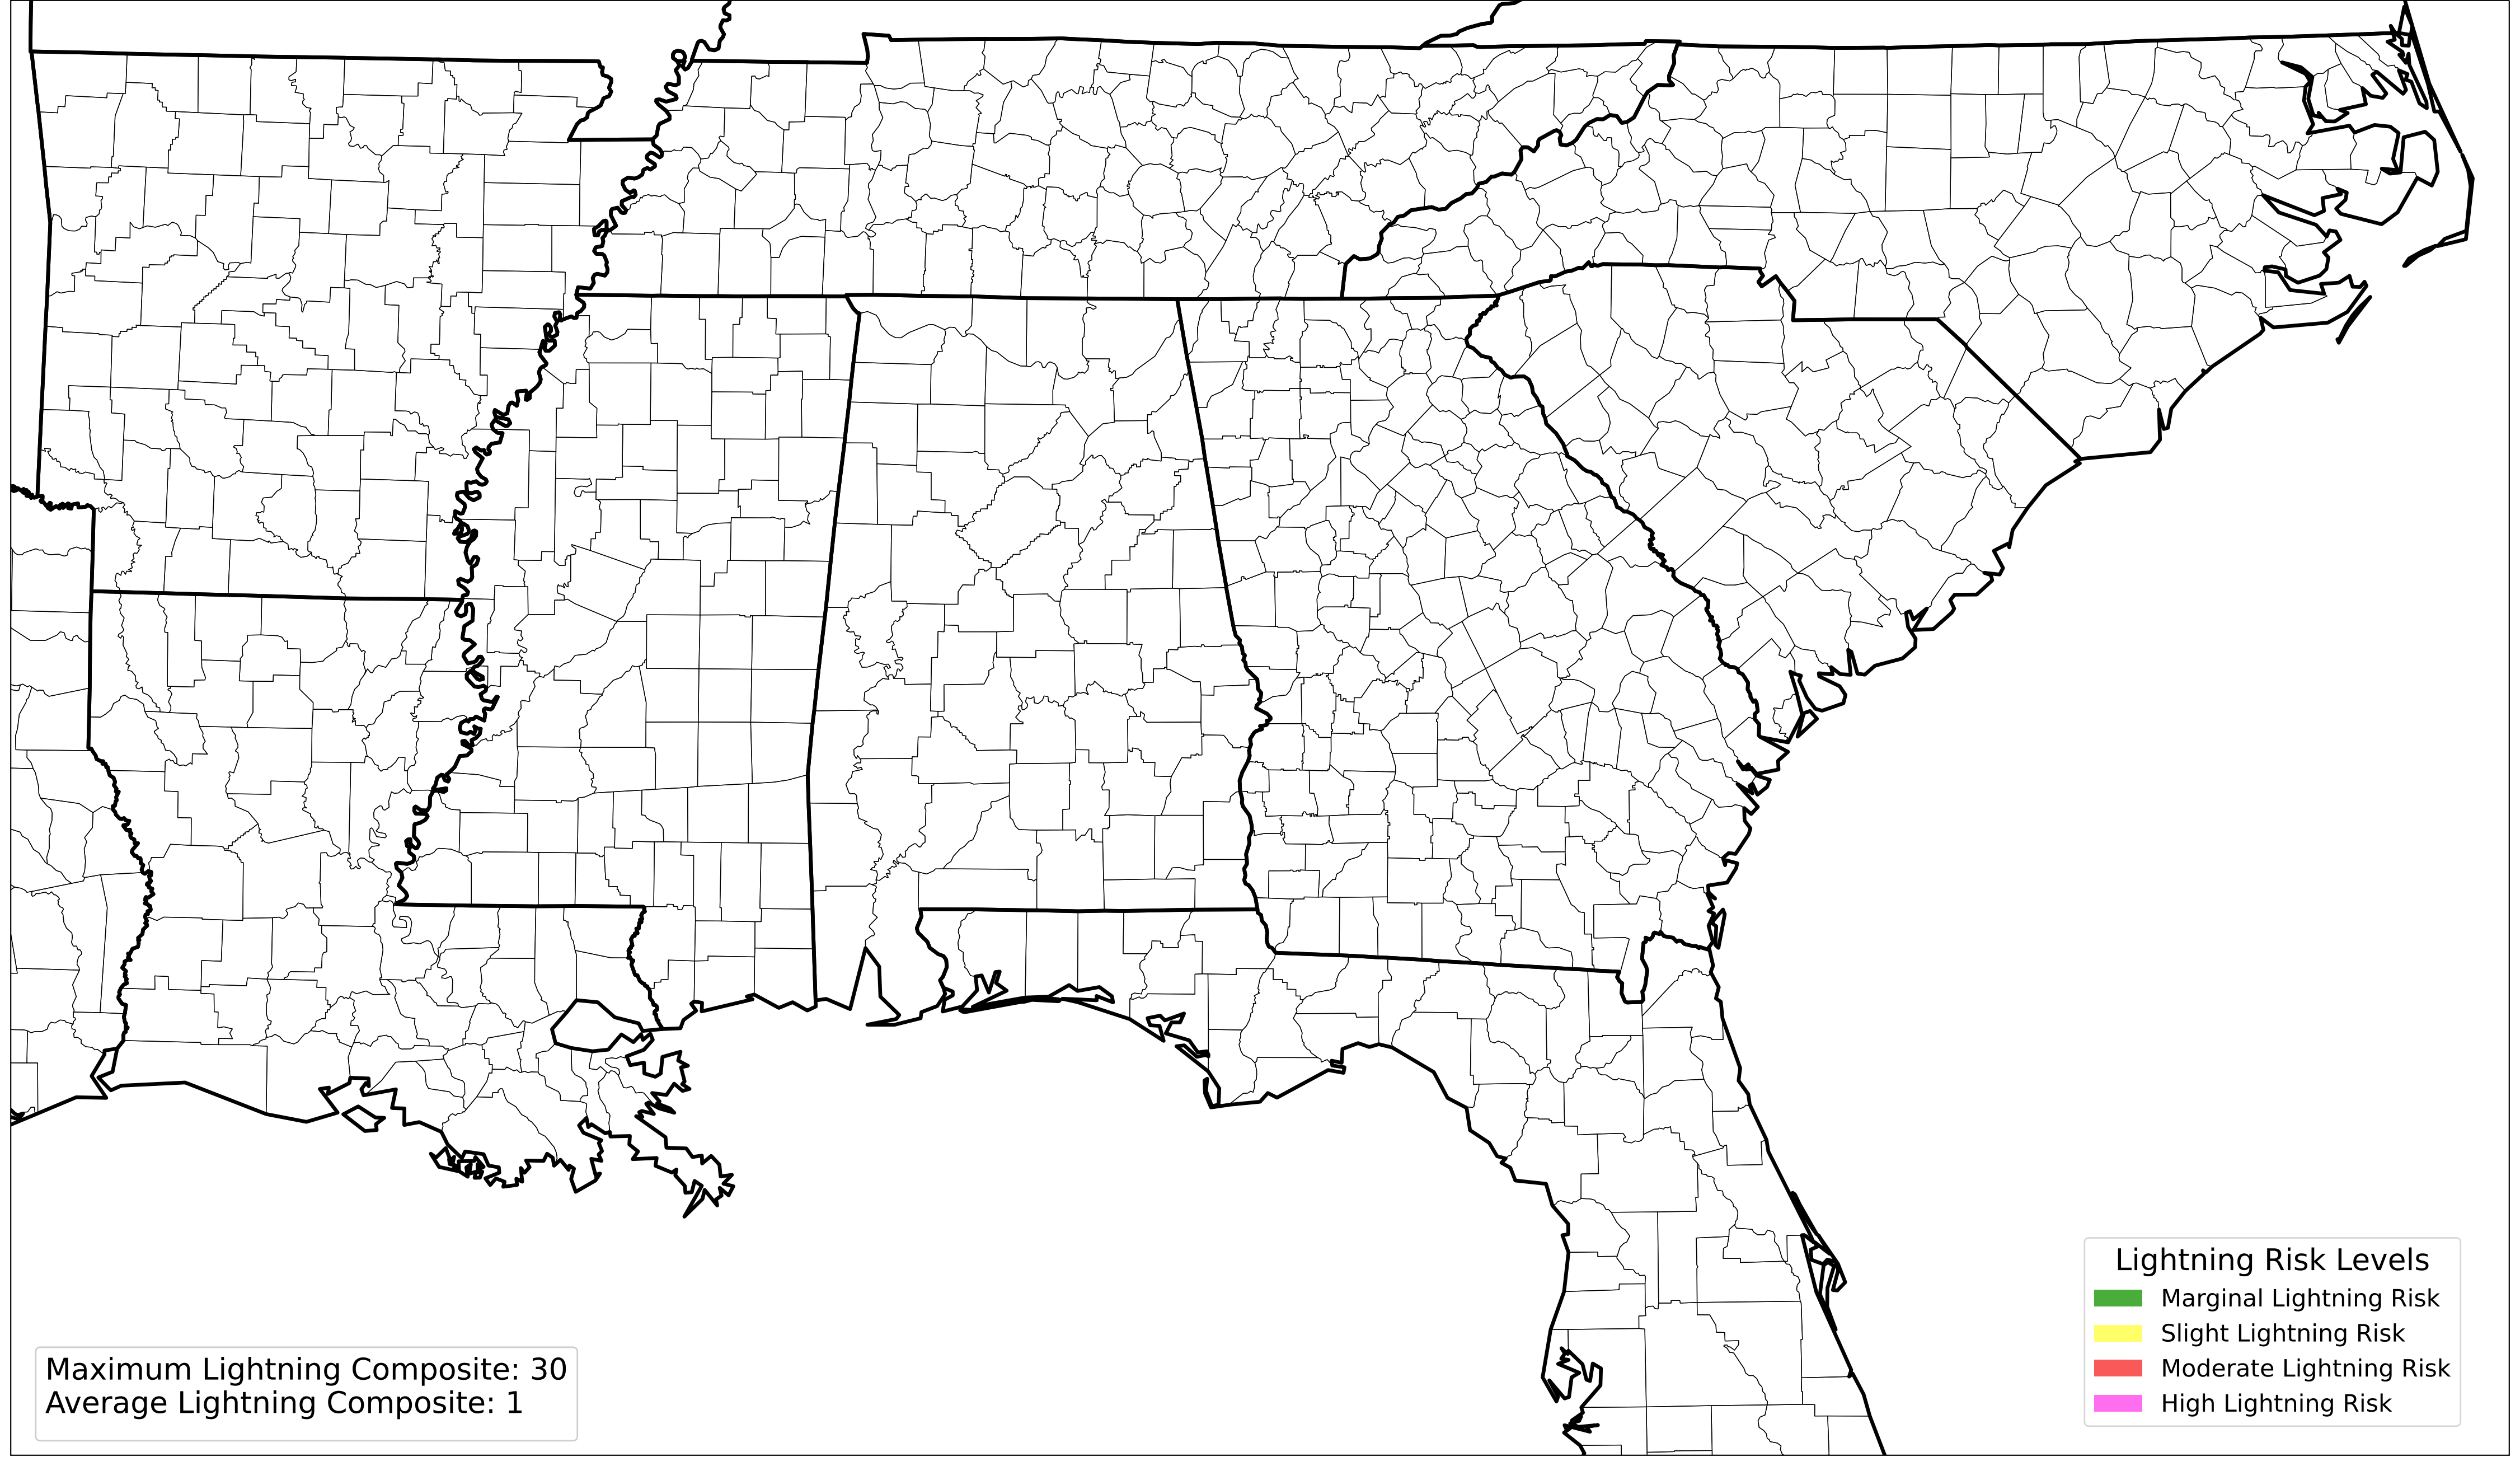 Maximum Lightning Composite: 30
Average Lightning Composite: 1
Lightning Risk Levels
Marginal Lightning Risk
Slight Lightning Risk
Moderate Lightning Risk
High Lightning Risk